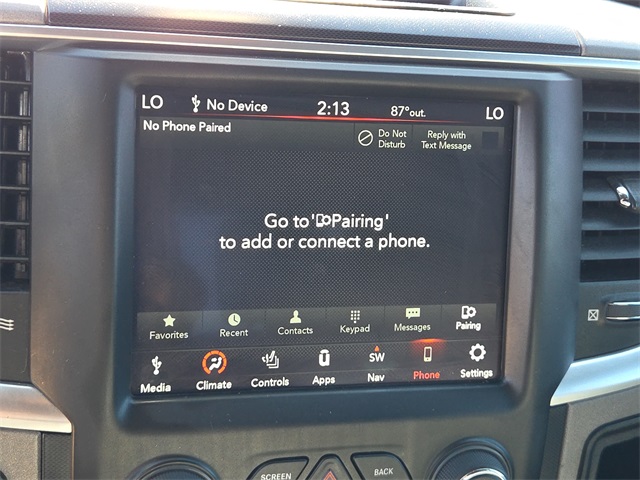 LO No Device 2:13 87°out. LO
No Phone Paired
Do Not
Disturb
Reply with
Text Message
Go to 'Pairing'
to add or connect a phone.
Favorites Recent Contacts Keypad Messages Pairing
SW
Media Climate Controls Apps Nav Phone Settings
SCREEN BACK